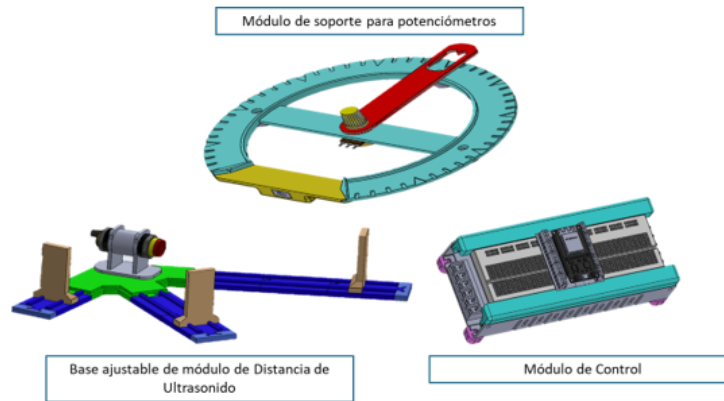 Módulo de soporte para potenciómetros
Base ajustable de módulo de Distancia de
Ultrasonido
Módulo de Control